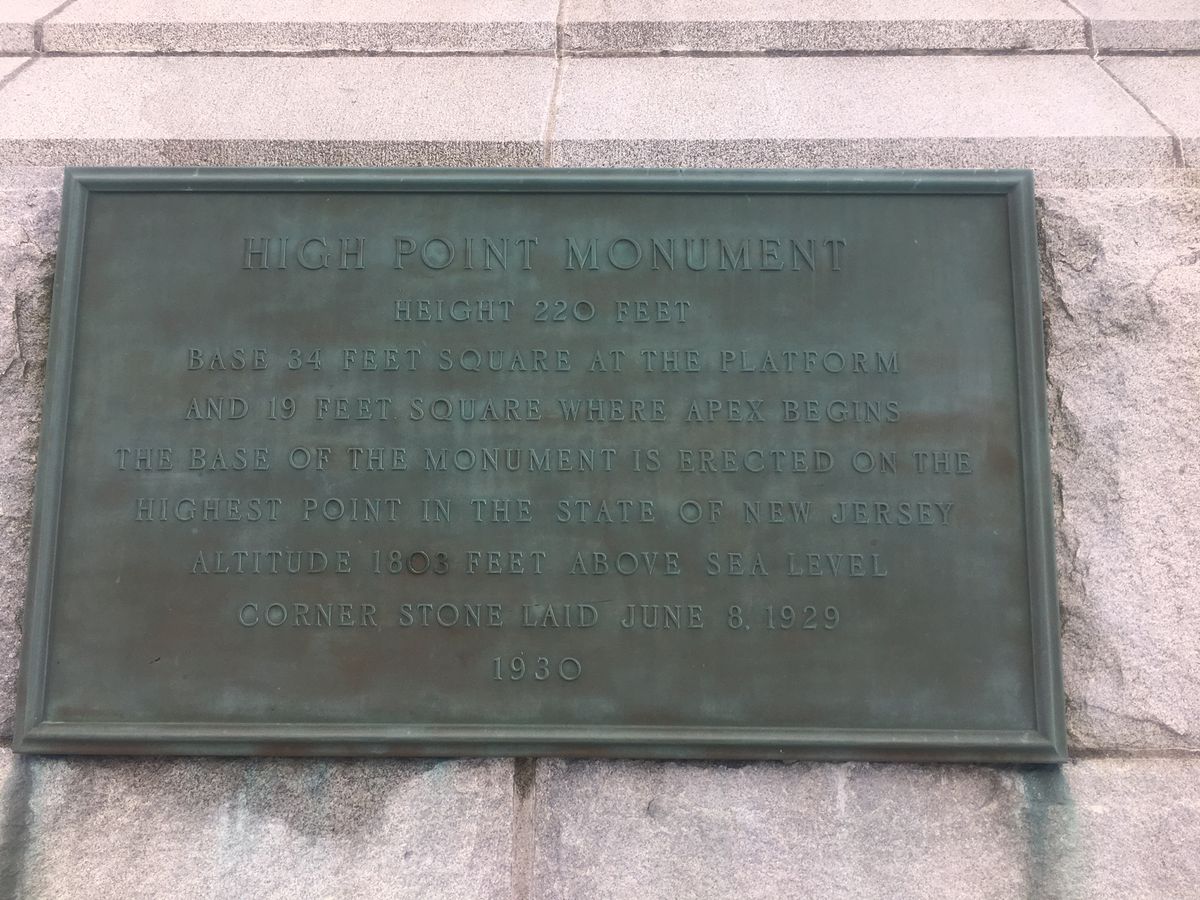 HIGH POINT MONUMENT
HEIGHT 220 FEET
BASE 34 FEET SQUARE AT THE PLATFORM
AND 19 FEET SQUARE WHERE APEX BEGINS
THE BASE OF THE MONUMENT IS ERECTED ON THE
HIGHEST POINT IN THE STATE OF NEW JERSEY
ALTITUDE 1803 FEET ABOVE SEA LEVEL
CORNER STONE LAID JUNE 8, 1929
1930